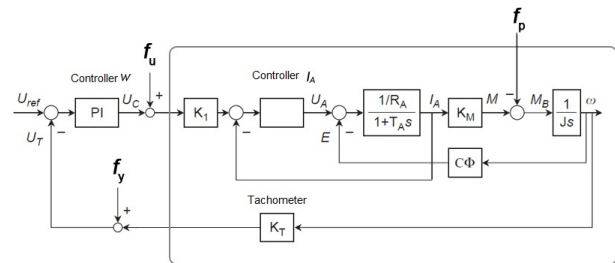 f_p
Controller w
f_u
Controller I_A
U_ref
PI
U_C
+
K_1
U_A
1/R_A
1+T_A s
I_A
K_M
M
−
M_B
1
Js
ω
U_T
−
−
E
−
CΦ
f_y
+
Tachometer
K_T